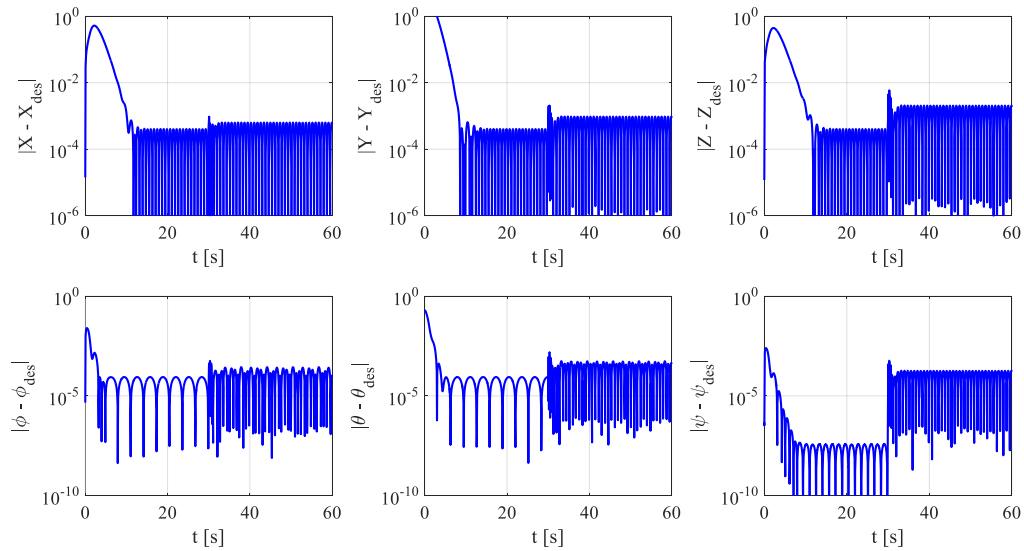 10^0
10^-2
10^-4
10^-6
|X - X_des|
0 20 40 60
t [s]
10^0
10^-2
10^-4
10^-6
|Y - Y_des|
0 20 40 60
t [s]
10^0
10^-2
10^-4
10^-6
|Z - Z_des|
0 20 40 60
t [s]
10^0
10^-5
10^-10
|ϕ - ϕ_des|
0 20 40 60
t [s]
10^0
10^-5
10^-10
|θ - θ_des|
0 20 40 60
t [s]
10^0
10^-5
10^-10
|ψ - ψ_des|
0 20 40 60
t [s]